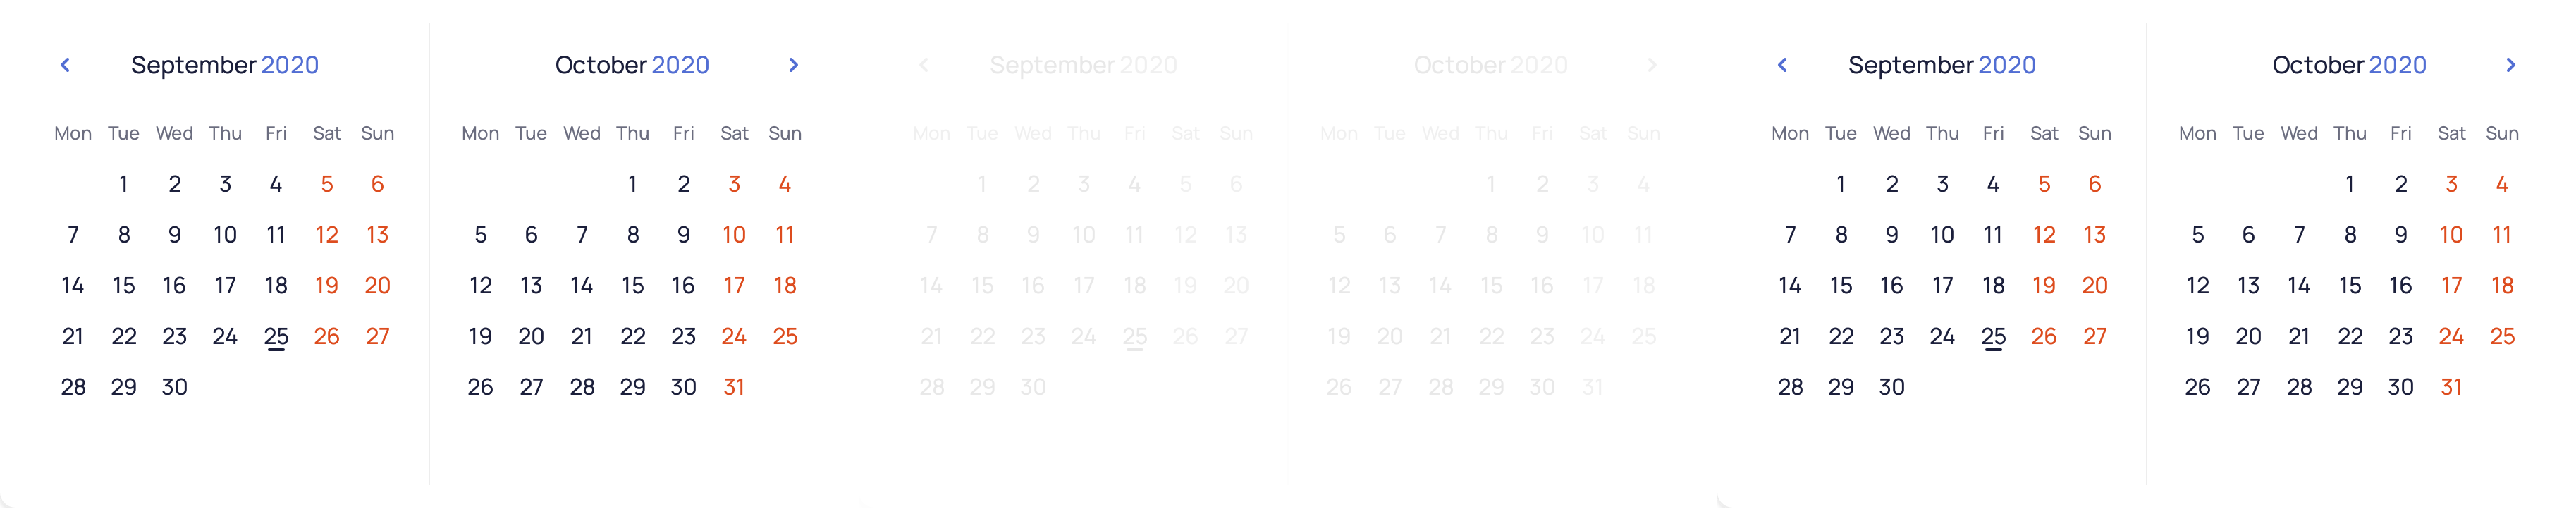 September 2020
Mon Tue Wed Thu Fri Sat Sun
1 2 3 4 5 6
7 8 9 10 11 12 13
14 15 16 17 18 19 20
21 22 23 24 25 26 27
28 29 30
October 2020
Mon Tue Wed Thu Fri Sat Sun
1 2 3 4
5 6 7 8 9 10 11
12 13 14 15 16 17 18
19 20 21 22 23 24 25
26 27 28 29 30 31
September 2020
Mon Tue Wed Thu Fri Sat Sun
1 2 3 4 5 6
7 8 9 10 11 12 13
14 15 16 17 18 19 20
21 22 23 24 25 26 27
28 29 30
October 2020
Mon Tue Wed Thu Fri Sat Sun
1 2 3 4
5 6 7 8 9 10 11
12 13 14 15 16 17 18
19 20 21 22 23 24 25
26 27 28 29 30 31
September 2020
Mon Tue Wed Thu Fri Sat Sun
1 2 3 4 5 6
7 8 9 10 11 12 13
14 15 16 17 18 19 20
21 22 23 24 25 26 27
28 29 30
October 2020
Mon Tue Wed Thu Fri Sat Sun
1 2 3 4
5 6 7 8 9 10 11
12 13 14 15 16 17 18
19 20 21 22 23 24 25
26 27 28 29 30 31